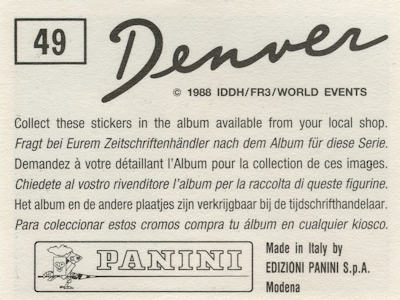 49
Denver
© 1988 IDDH/FR3/WORLD EVENTS
Collect these stickers in the album available from your local shop.
Fragt bei Eurem Zeitschriftenhändler nach dem Album für diese Serie.
Demandez à votre détaillant l'Album pour la collection de ces images.
Chiedete al vostro rivenditore l'album per la raccolta di queste figurine.
Het album en de andere plaatjes zijn verkrijgbaar bij de tijdschrifthandelaar.
Para coleccionar estos cromos compra tu álbum en cualquier kiosco.
PANINI
Made in Italy by
EDIZIONI PANINI S.p.A.
Modena